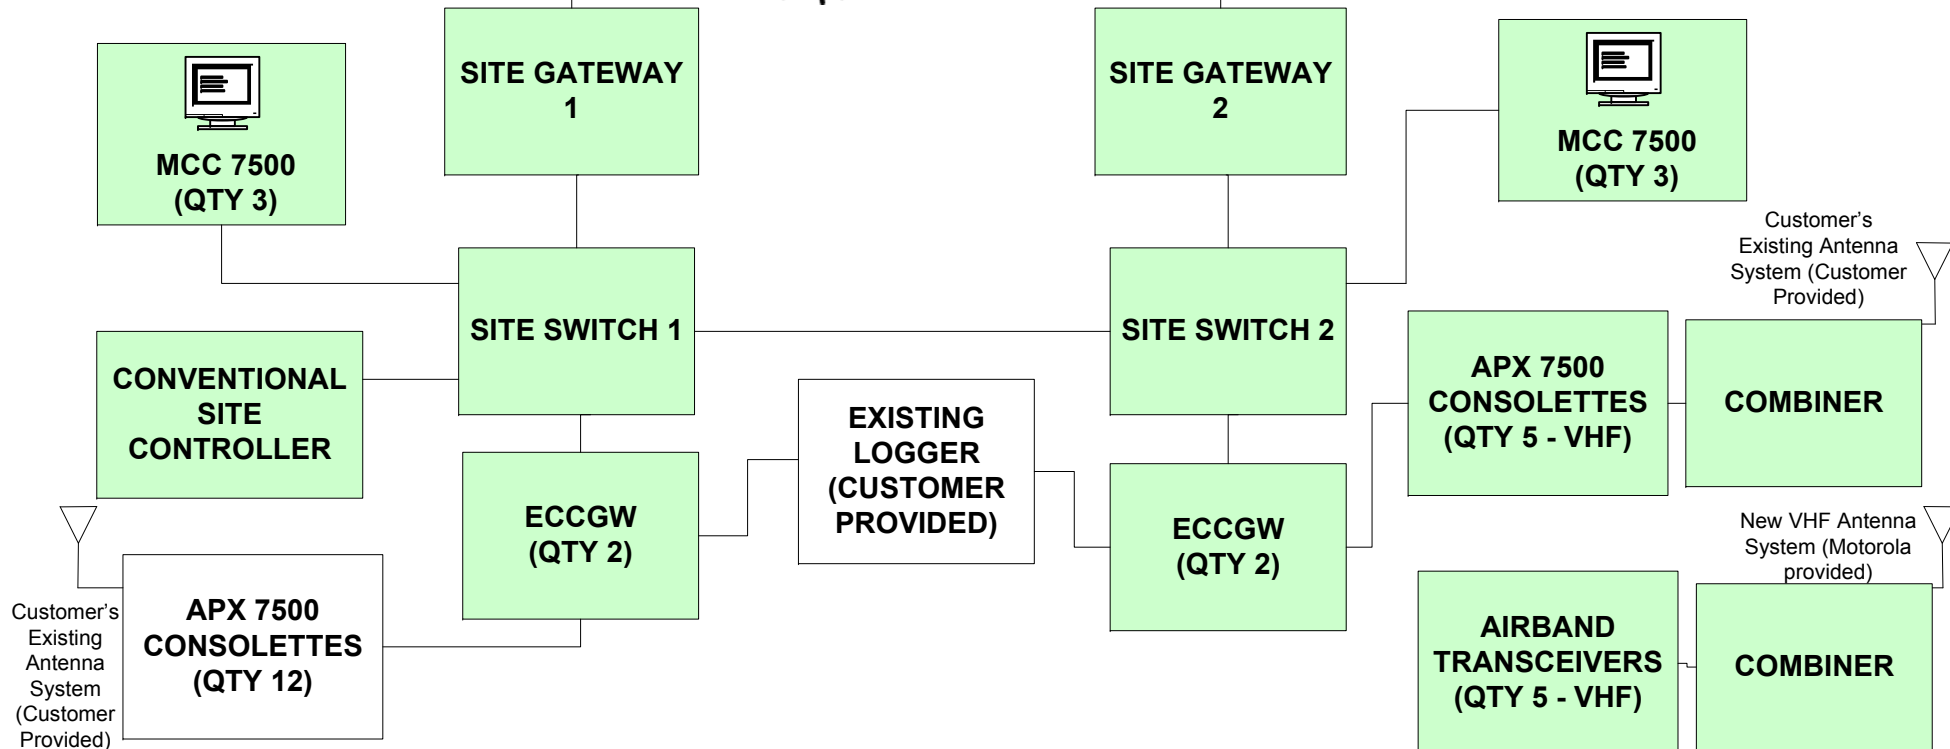 SITE GATEWAY
1
SITE GATEWAY
2
MCC 7500
(QTY 3)
MCC 7500
(QTY 3)
Customer's
Existing Antenna
System (Customer
Provided)
SITE SWITCH 1
SITE SWITCH 2
CONVENTIONAL
SITE
CONTROLLER
EXISTING
LOGGER
(CUSTOMER
PROVIDED)
APX 7500
CONSOLETTES
(QTY 5 - VHF)
COMBINER
ECCGW
(QTY 2)
ECCGW
(QTY 2)
New VHF Antenna
System (Motorola
provided)
Customer's
Existing
Antenna
System
(Customer
Provided)
APX 7500
CONSOLETTES
(QTY 12)
AIRBAND
TRANSCEIVERS
(QTY 5 - VHF)
COMBINER